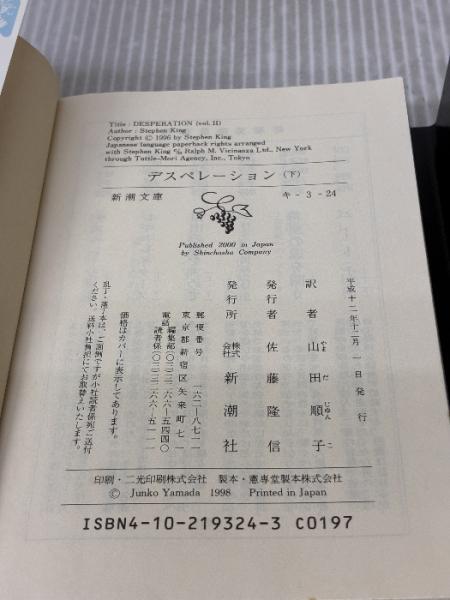 Title : DESPERATION (vol. II)
Author : Stephen King
Copyright © 1996 by Stephen King
Japanese language paperback rights arranged
with Stephen King c/o Ralph M. Vicinanza Ltd., New York
through Tuttle-Mori Agency, Inc., Tokyo
デスペレーション（下）
新潮文庫
キ - 3 - 24
Published 2000 in Japan
by Shinchosha Company
平成十二年十二月一日発行
訳者 山田順子
やまだじゅんこ
発行者 佐藤隆信
発行所 株式会社 新潮社
郵便番号 一六二―八七一一
東京都新宿区矢来町七一
電話 編集部(〇三)三二六六―五四四〇
読者係(〇三)三二六六―五一一一
価格はカバーに表示してあります。
乱丁・落丁本は、ご面倒ですが小社読者係宛ご送付
ください。送料小社負担にてお取替えいたします。
印刷・二光印刷株式会社 製本・憲専堂製本株式会社
© Junko Yamada 1998 Printed in Japan
ISBN4-10-219324-3 C0197